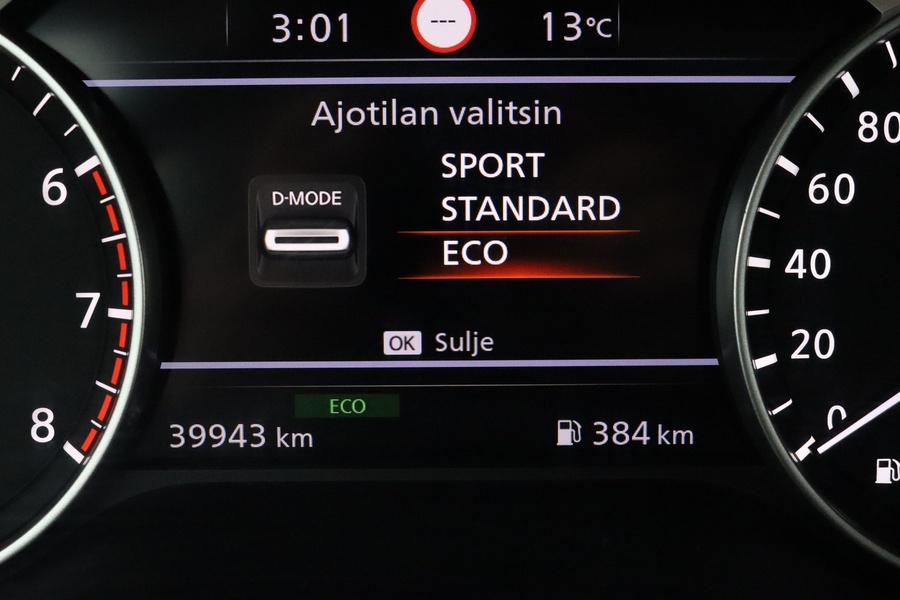 3:01
---
13°C
Ajotilan valitsin
D-MODE
SPORT
STANDARD
ECO
OK Sulje
ECO
39943 km
384 km
6
7
8
80
60
40
20
0